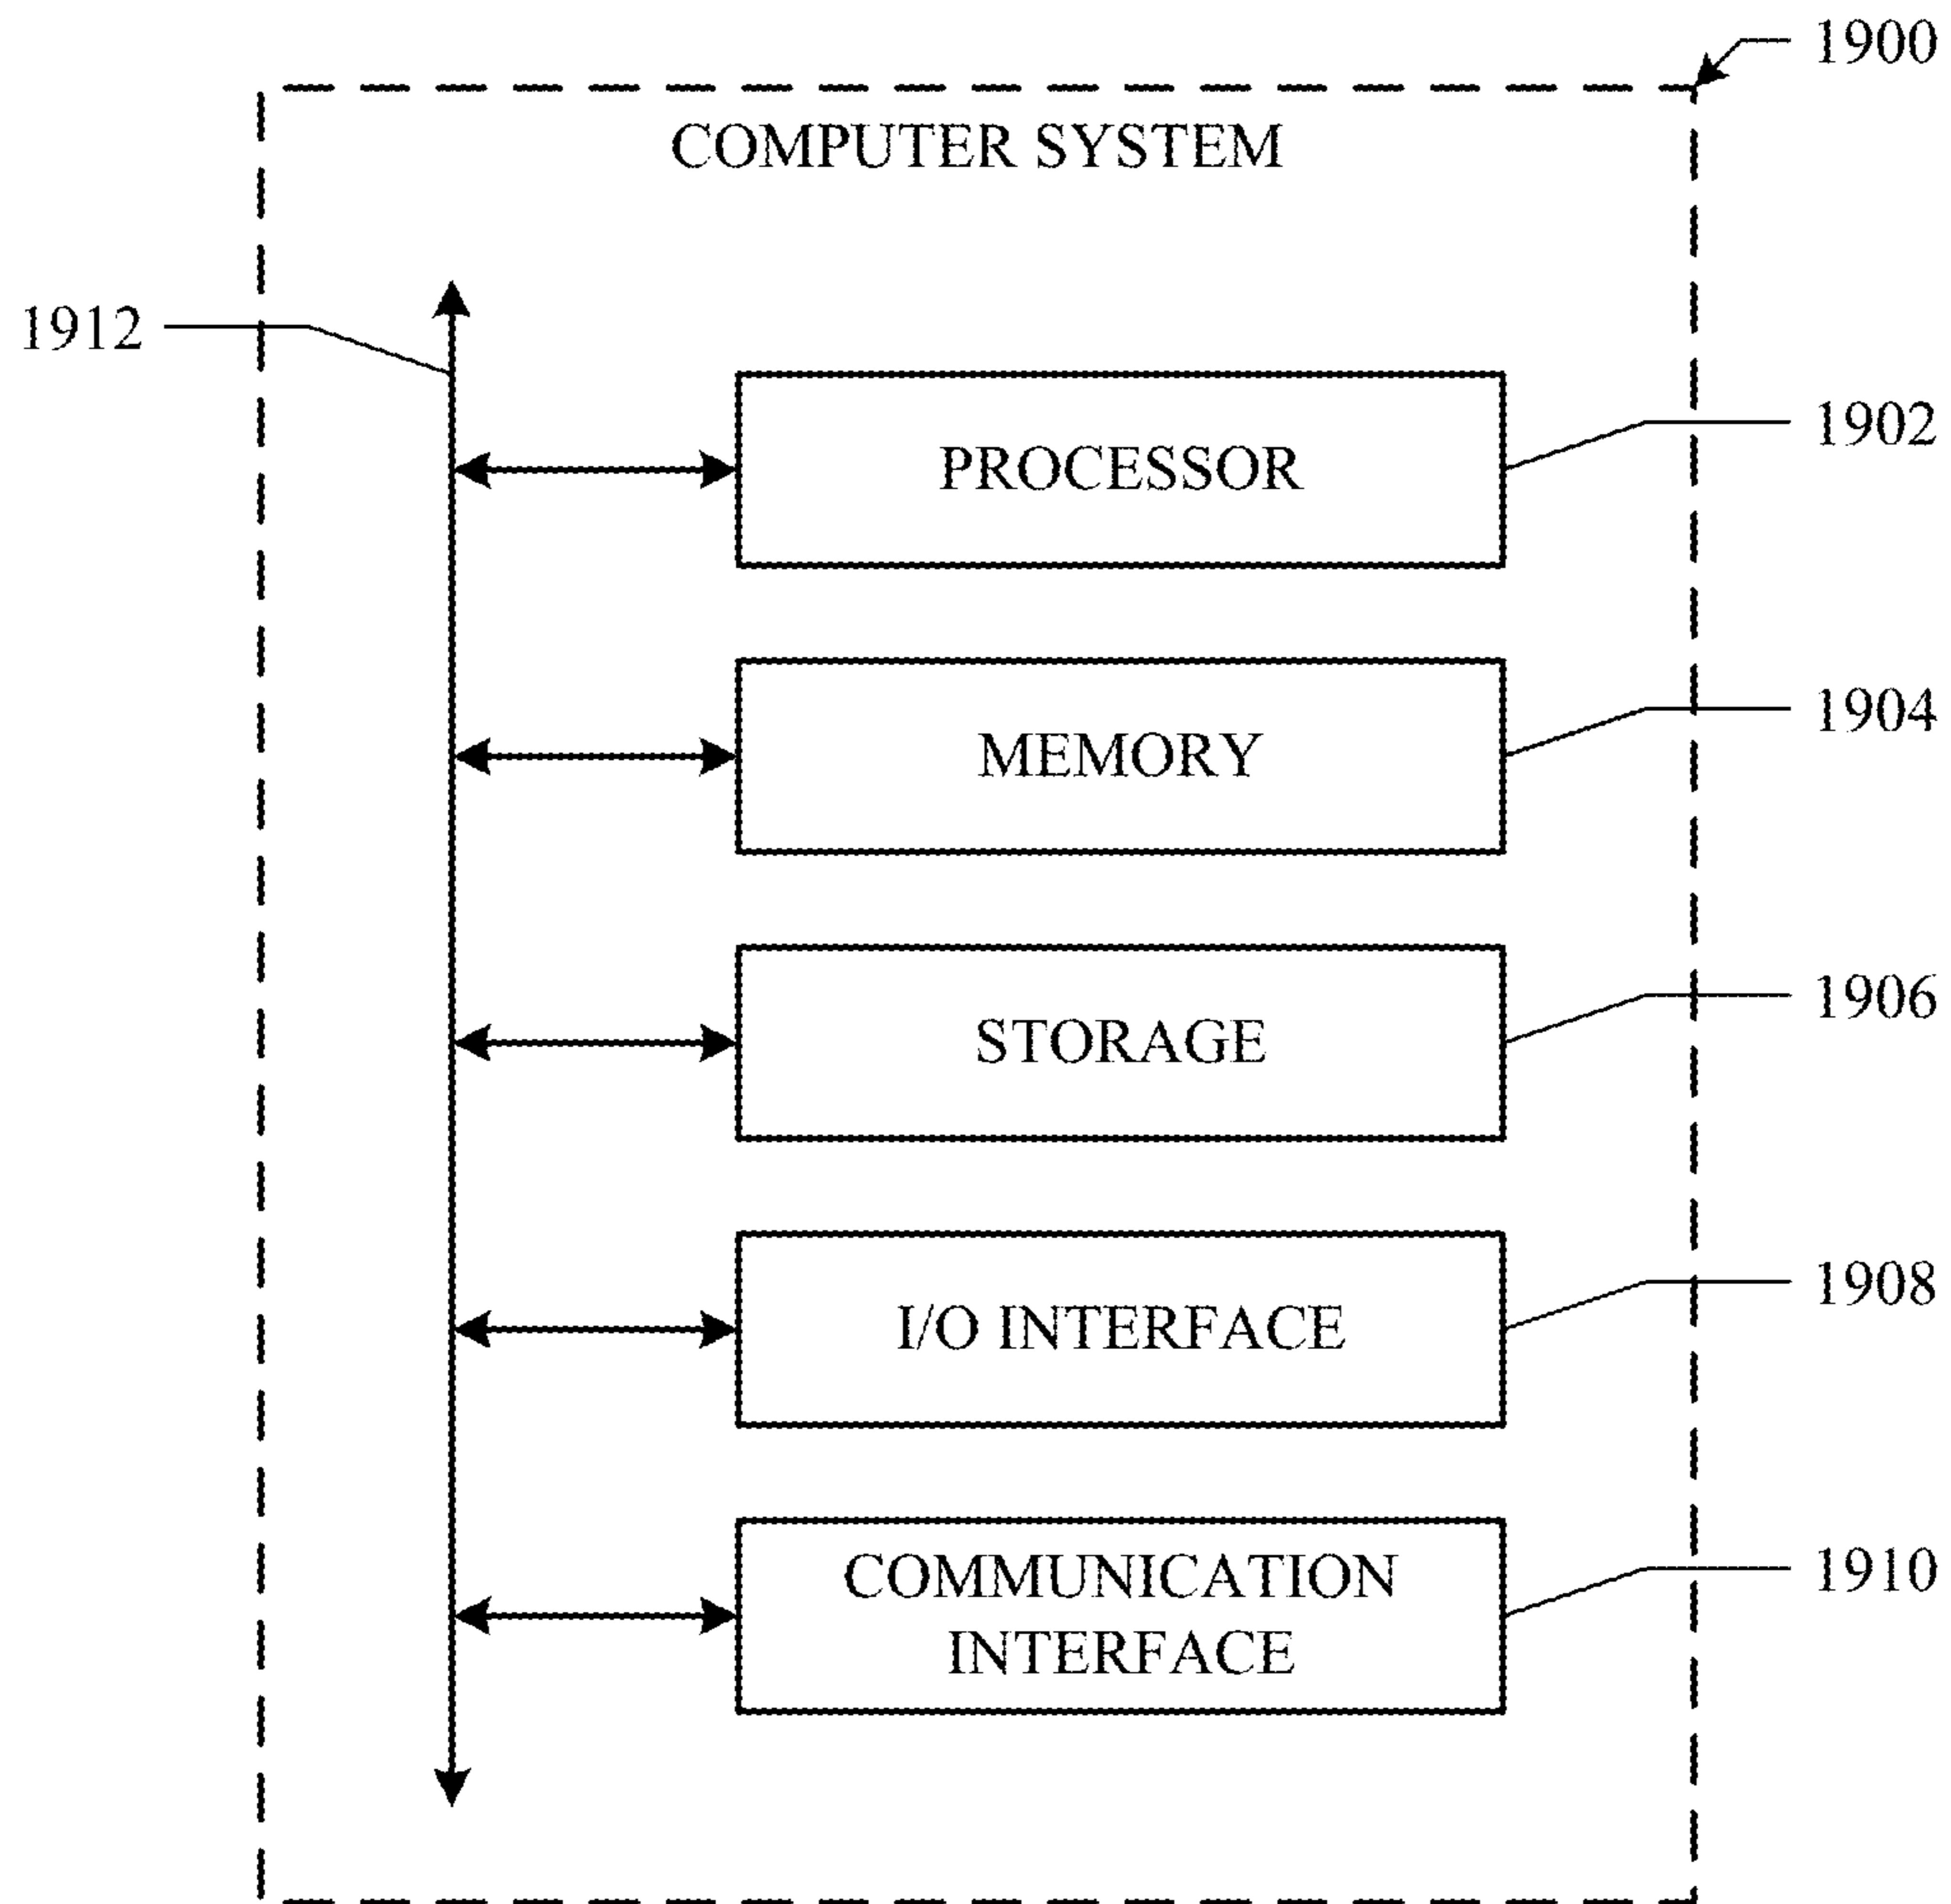 1900
COMPUTER SYSTEM
1912
PROCESSOR
1902
MEMORY
1904
STORAGE
1906
I/O INTERFACE
1908
COMMUNICATION
INTERFACE
1910